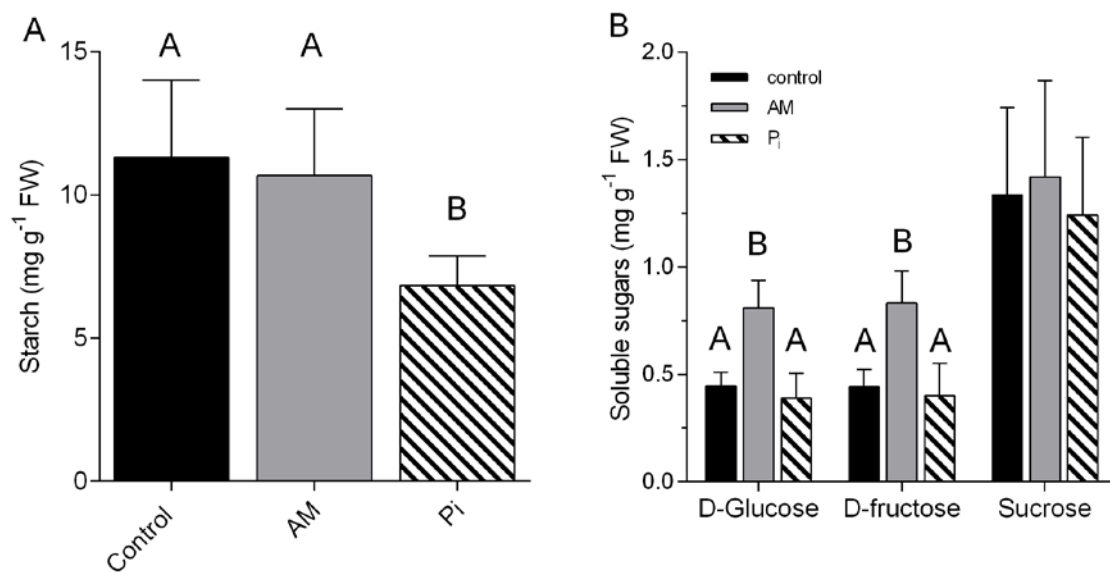 A
Starch (mg g⁻¹ FW)
15
10
5
0
A
A
B
Control
AM
Pi
B
Soluble sugars (mg g⁻¹ FW)
2.0
1.5
1.0
0.5
0.0
control
AM
Pᵢ
A
B
A
A
B
A
D-Glucose
D-fructose
Sucrose